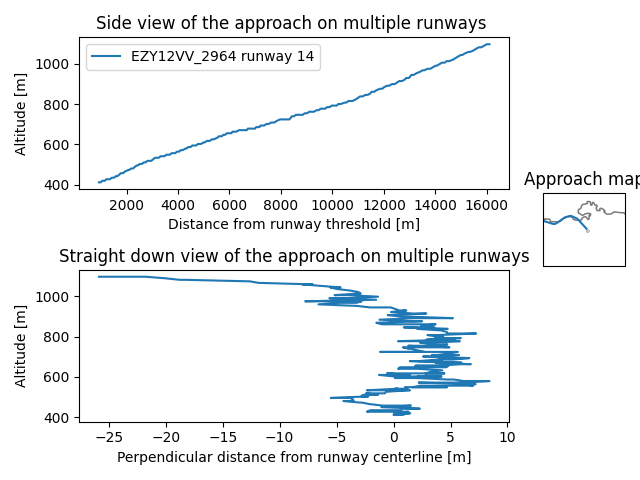 Side view of the approach on multiple runways
Altitude [m]
1000
800
600
400
EZY12VV_2964 runway 14
2000 4000 6000 8000 10000 12000 14000 16000
Distance from runway threshold [m]
Approach map
Straight down view of the approach on multiple runways
Altitude [m]
1000
800
600
400
−25 −20 −15 −10 −5 0 5 10
Perpendicular distance from runway centerline [m]